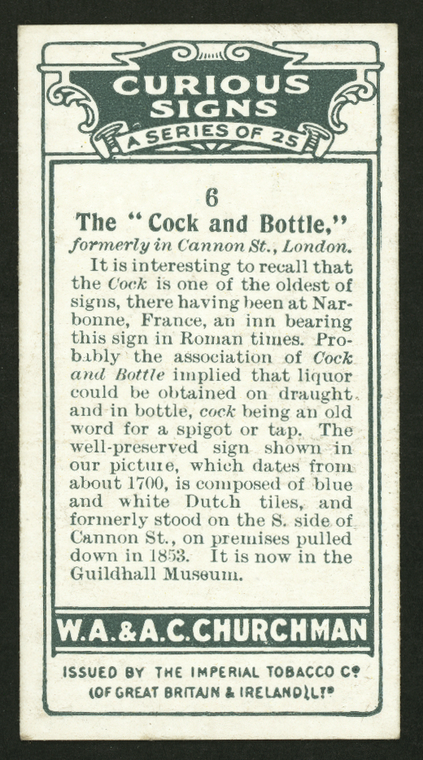 CURIOUS
SIGNS
A SERIES OF 25
6
The "Cock and Bottle,"
formerly in Cannon St., London.
It is interesting to recall that
the Cock is one of the oldest of
signs, there having been at Nar-
bonne, France, an inn bearing
this sign in Roman times. Pro-
bably the association of Cock
and Bottle implied that liquor
could be obtained on draught
and in bottle, cock being an old
word for a spigot or tap. The
well-preserved sign shown in
our picture, which dates from
about 1700, is composed of blue
and white Dutch tiles, and
formerly stood on the S. side of
Cannon St., on premises pulled
down in 1853. It is now in the
Guildhall Museum.
W.A. & A.C. CHURCHMAN
ISSUED BY THE IMPERIAL TOBACCO Co
(OF GREAT BRITAIN & IRELAND) LTD